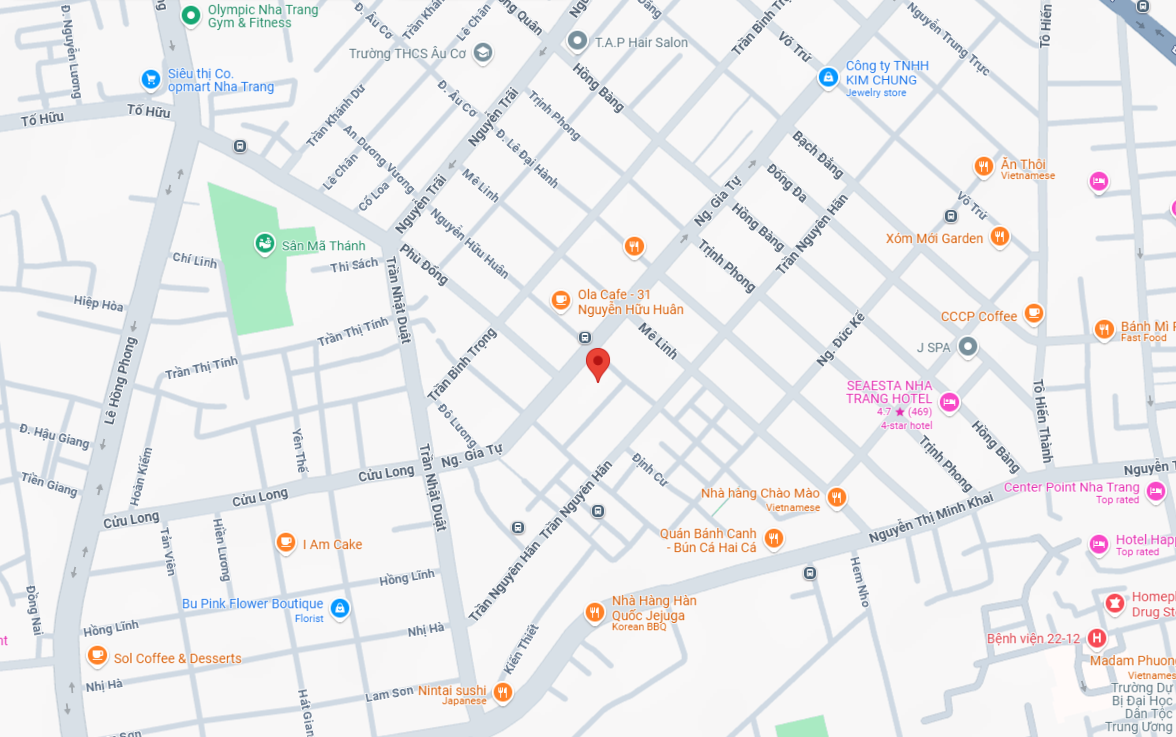 Olympic Nha Trang
Gym & Fitness
Đ. Nguyễn Lương
Đ. Âu Cơ
Trần Khánh
Lê Chân
ong Quân
Ng
Đằng
Trần Bình Trọ
Võ Trứ
Nguyễn Trung Trực
Tô Hiến
Trường THCS Âu Cơ
T.A.P Hair Salon
Công ty TNHH
KIM CHUNG
Jewelry store
Siêu thị Co.
opmart Nha Trang
Tố Hữu
Tố Hữu
Trần Khánh Dư
Đ. Âu Cơ
Nguyễn Trãi
Hồng Bàng
Trịnh Phong
An Dương Vương
Lê Chân
Cổ Loa
Đ. Lê Đại Hành
Mê Linh
Nguyễn Trãi
Bạch Đằng
Đống Đa
Ăn Thôi
Vietnamese
Võ Trứ
Ng. Gia Tự
Trần Nguyên Hãn
Hồng Bàng
Trịnh Phong
Xóm Mới Garden
Nguyễn Hữu Huân
Sân Mã Thánh
Chí Linh
Thi Sách
Phù Đổng
Trần Nhật Duật
Hiệp Hòa
Ola Cafe - 31
Nguyễn Hữu Huân
CCCP Coffee
Bánh Mì P
Fast Food
Mê Linh
Ng. Đức Kế
J SPA
Trần Thị Tính
Trần Thị Tính
Trần Bình Trọng
Lê Hồng Phong
SEAESTA NHA
TRANG HOTEL
4.7 ★ (469)
4-star hotel
Tô Hiến Thành
Đô Lương
Đ. Hậu Giang
Yên Thế
Hoàn Kiếm
Hồng Bàng
Trịnh Phong
Ng. Gia Tự
Cửu Long
Cửu Long
Cửu Long
Trần Nhật Duật
Định Cư
Tiền Giang
Nguyễn T
Center Point Nha Trang
Top rated
Nhà hàng Chào Mào
Vietnamese
Nguyễn Thị Minh Khai
Trần Nguyên Hãn
Tản Viên
Hiền Lương
I Am Cake
Quán Bánh Canh
- Bún Cá Hai Cá
Hotel Happ
Top rated
Hem Nho
Hồng Lĩnh
Đồng Nai
Bu Pink Flower Boutique
Florist
Trần Nguyên Hãn
Nhà Hàng Hàn
Quốc Jejuga
Korean BBQ
Homeph
Drug St
Hồng Lĩnh
Nhị Hà
Kiến Thiết
Bệnh viện 22-12
nt
Sol Coffee & Desserts
Madam Phuon
Vietnames
Nhị Hà
Hát Giang
Lam Sơn
Nintai sushi
Japanese
Trường Dự
Bị Đại Học
Dân Tộc
Trung Ương
Sơn